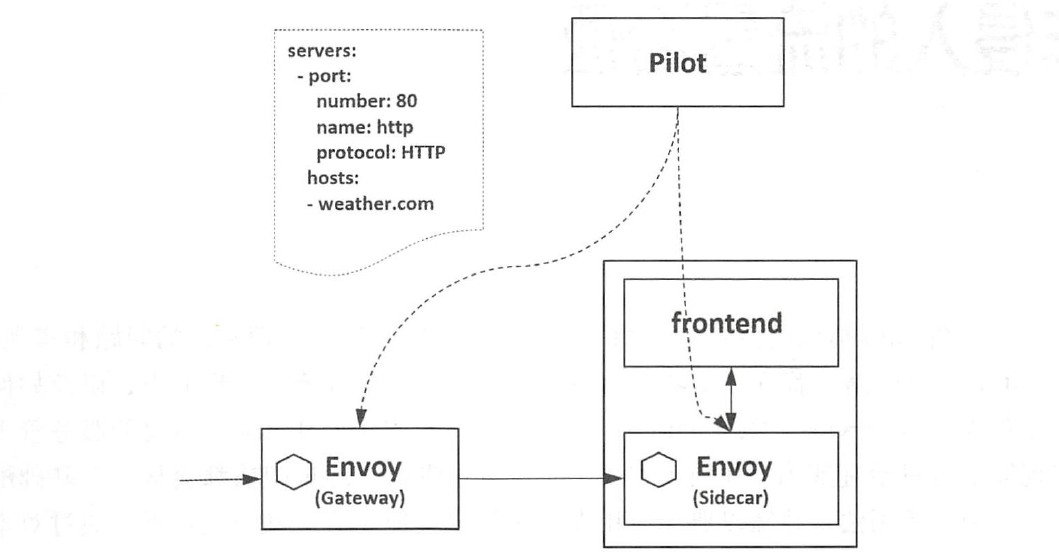 servers:
- port:
number: 80
name: http
protocol: HTTP
hosts:
- weather.com
Pilot
frontend
Envoy
(Gateway)
Envoy
(Sidecar)